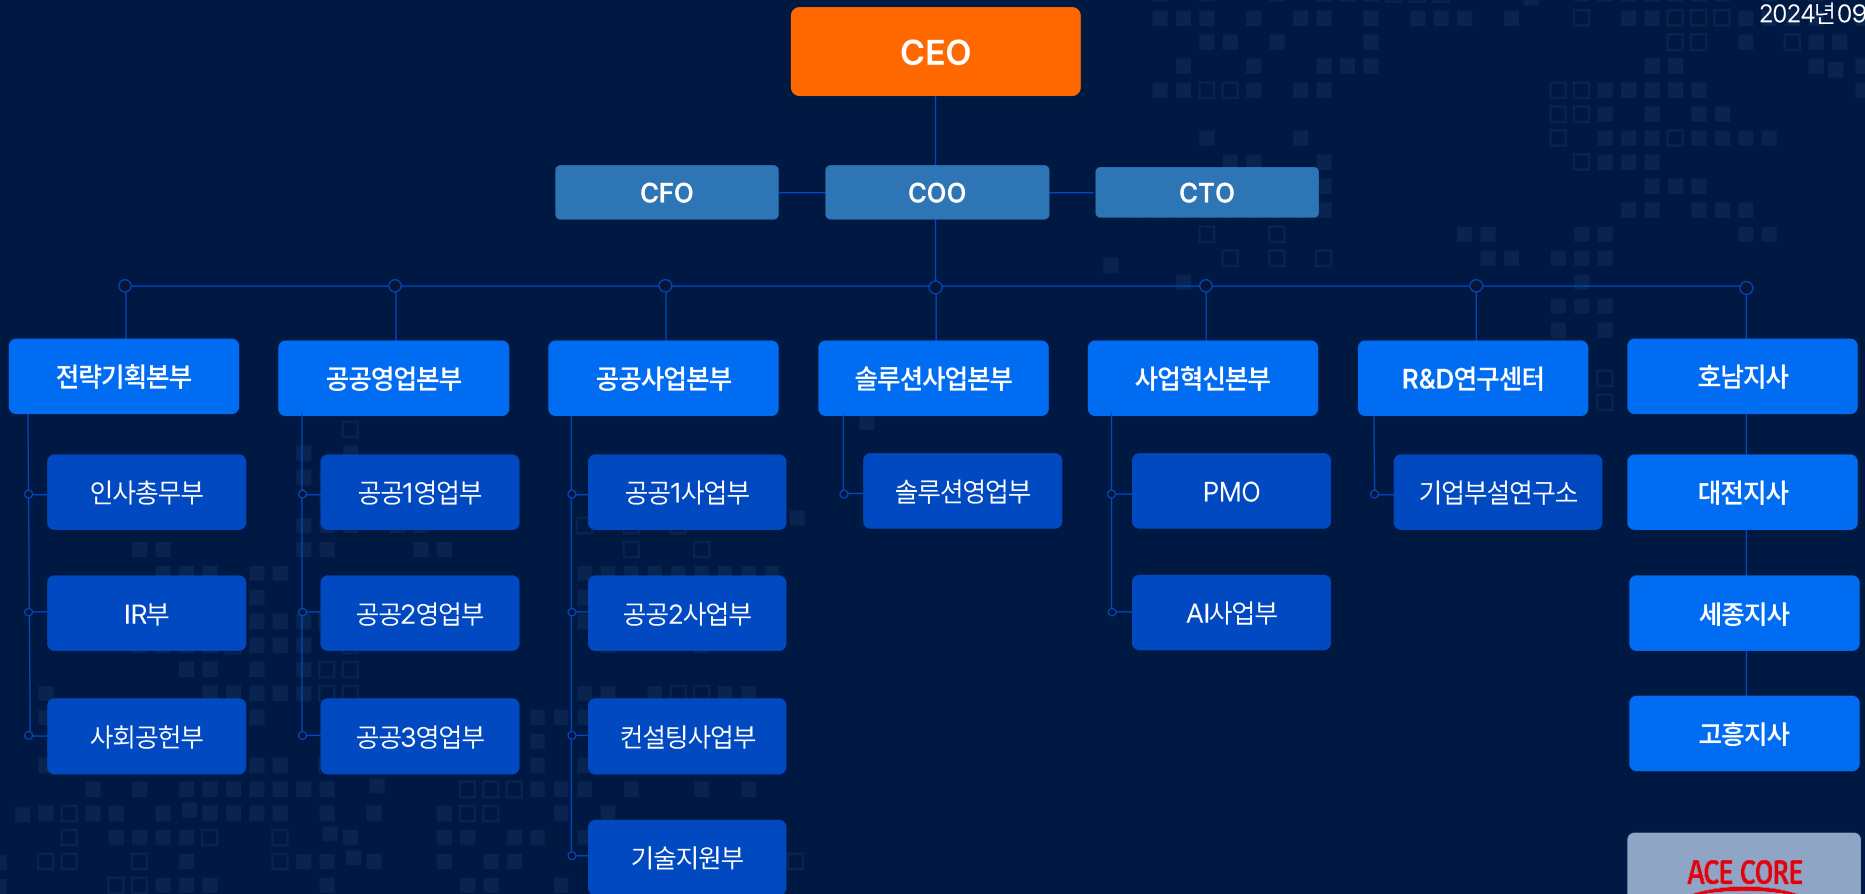 2024년09
CEO
CFO
COO
CTO
전략기획본부
공공영업본부
공공사업본부
솔루션사업본부
사업혁신본부
R&D연구센터
호남지사
인사총무부
공공1영업부
공공1사업부
솔루션영업부
PMO
기업부설연구소
대전지사
IR부
공공2영업부
공공2사업부
AI사업부
세종지사
사회공헌부
공공3영업부
컨설팅사업부
고흥지사
기술지원부
ACE CORE